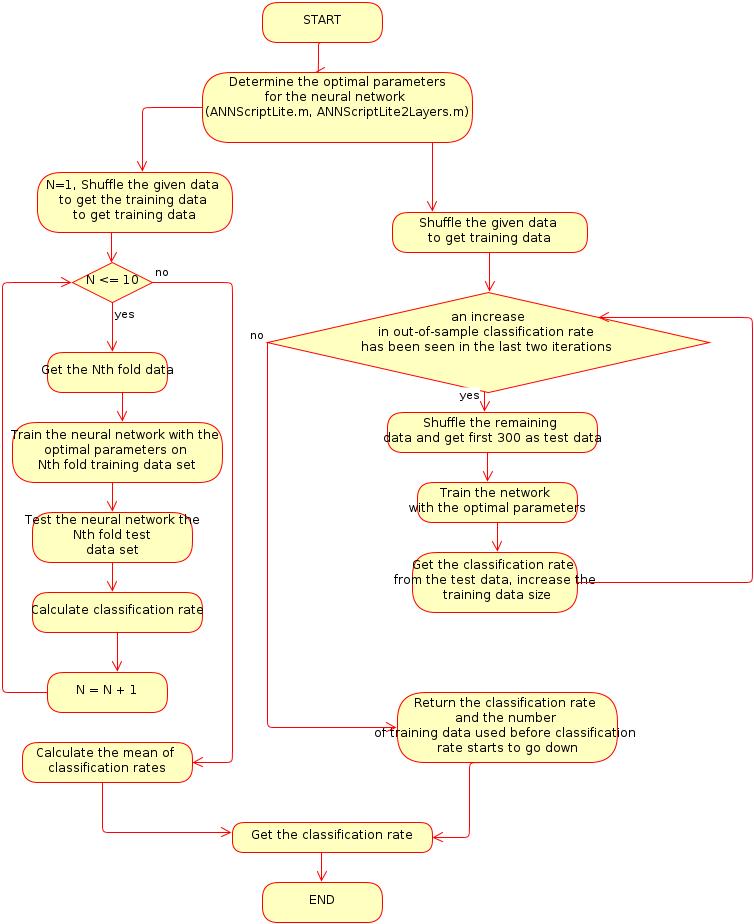 START
Determine the optimal parameters
for the neural network
(ANNScriptLite.m, ANNScriptLite2Layers.m)
N=1, Shuffle the given data
to get the training data
to get training data
Shuffle the given data
to get training data
N <= 10
no
yes
an increase
in out-of-sample classification rate
has been seen in the last two iterations
no
yes
Get the Nth fold data
Train the neural network with the
optimal parameters on
Nth fold training data set
Test the neural network the
Nth fold test
data set
Calculate classification rate
N = N + 1
Shuffle the remaining
data and get first 300 as test data
Train the network
with the optimal parameters
Get the classification rate
from the test data, increase the
training data size
Calculate the mean of
classification rates
Return the classification rate
and the number
of training data used before classification
rate starts to go down
Get the classification rate
END